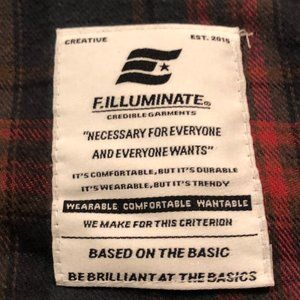 CREATIVE EST. 2015
F.ILLUMINATE®
CREDIBLE GARMENTS
"NECESSARY FOR EVERYONE
AND EVERYONE WANTS"
IT'S COMFORTABLE, BUT IT'S DURABLE
IT'S WEARABLE, BUT IT'S TRENDY
WEARABLE COMFORTABLE WANTABLE
WE MAKE FOR THIS CRITERION
BASED ON THE BASIC
BE BRILLIANT AT THE BASICS